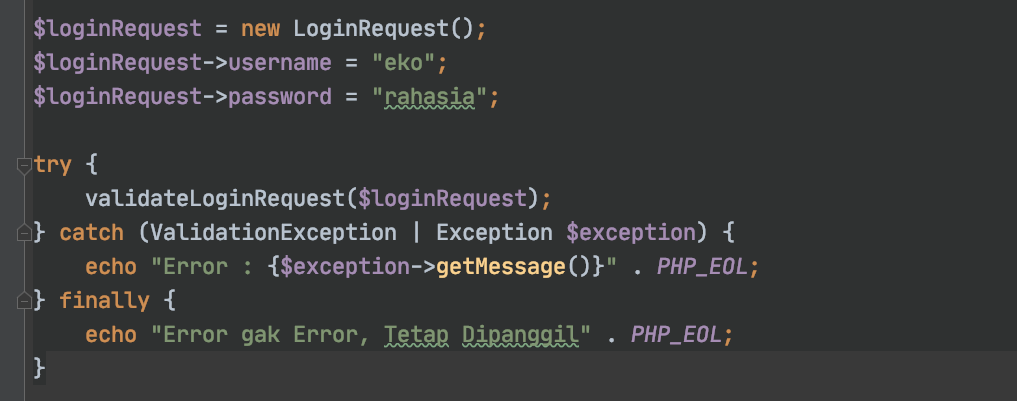 $loginRequest = new LoginRequest();
$loginRequest->username = "eko";
$loginRequest->password = "rahasia";
try {
validateLoginRequest($loginRequest);
} catch (ValidationException | Exception $exception) {
echo "Error : {$exception->getMessage()}" . PHP_EOL;
} finally {
echo "Error gak Error, Tetap Dipanggil" . PHP_EOL;
}